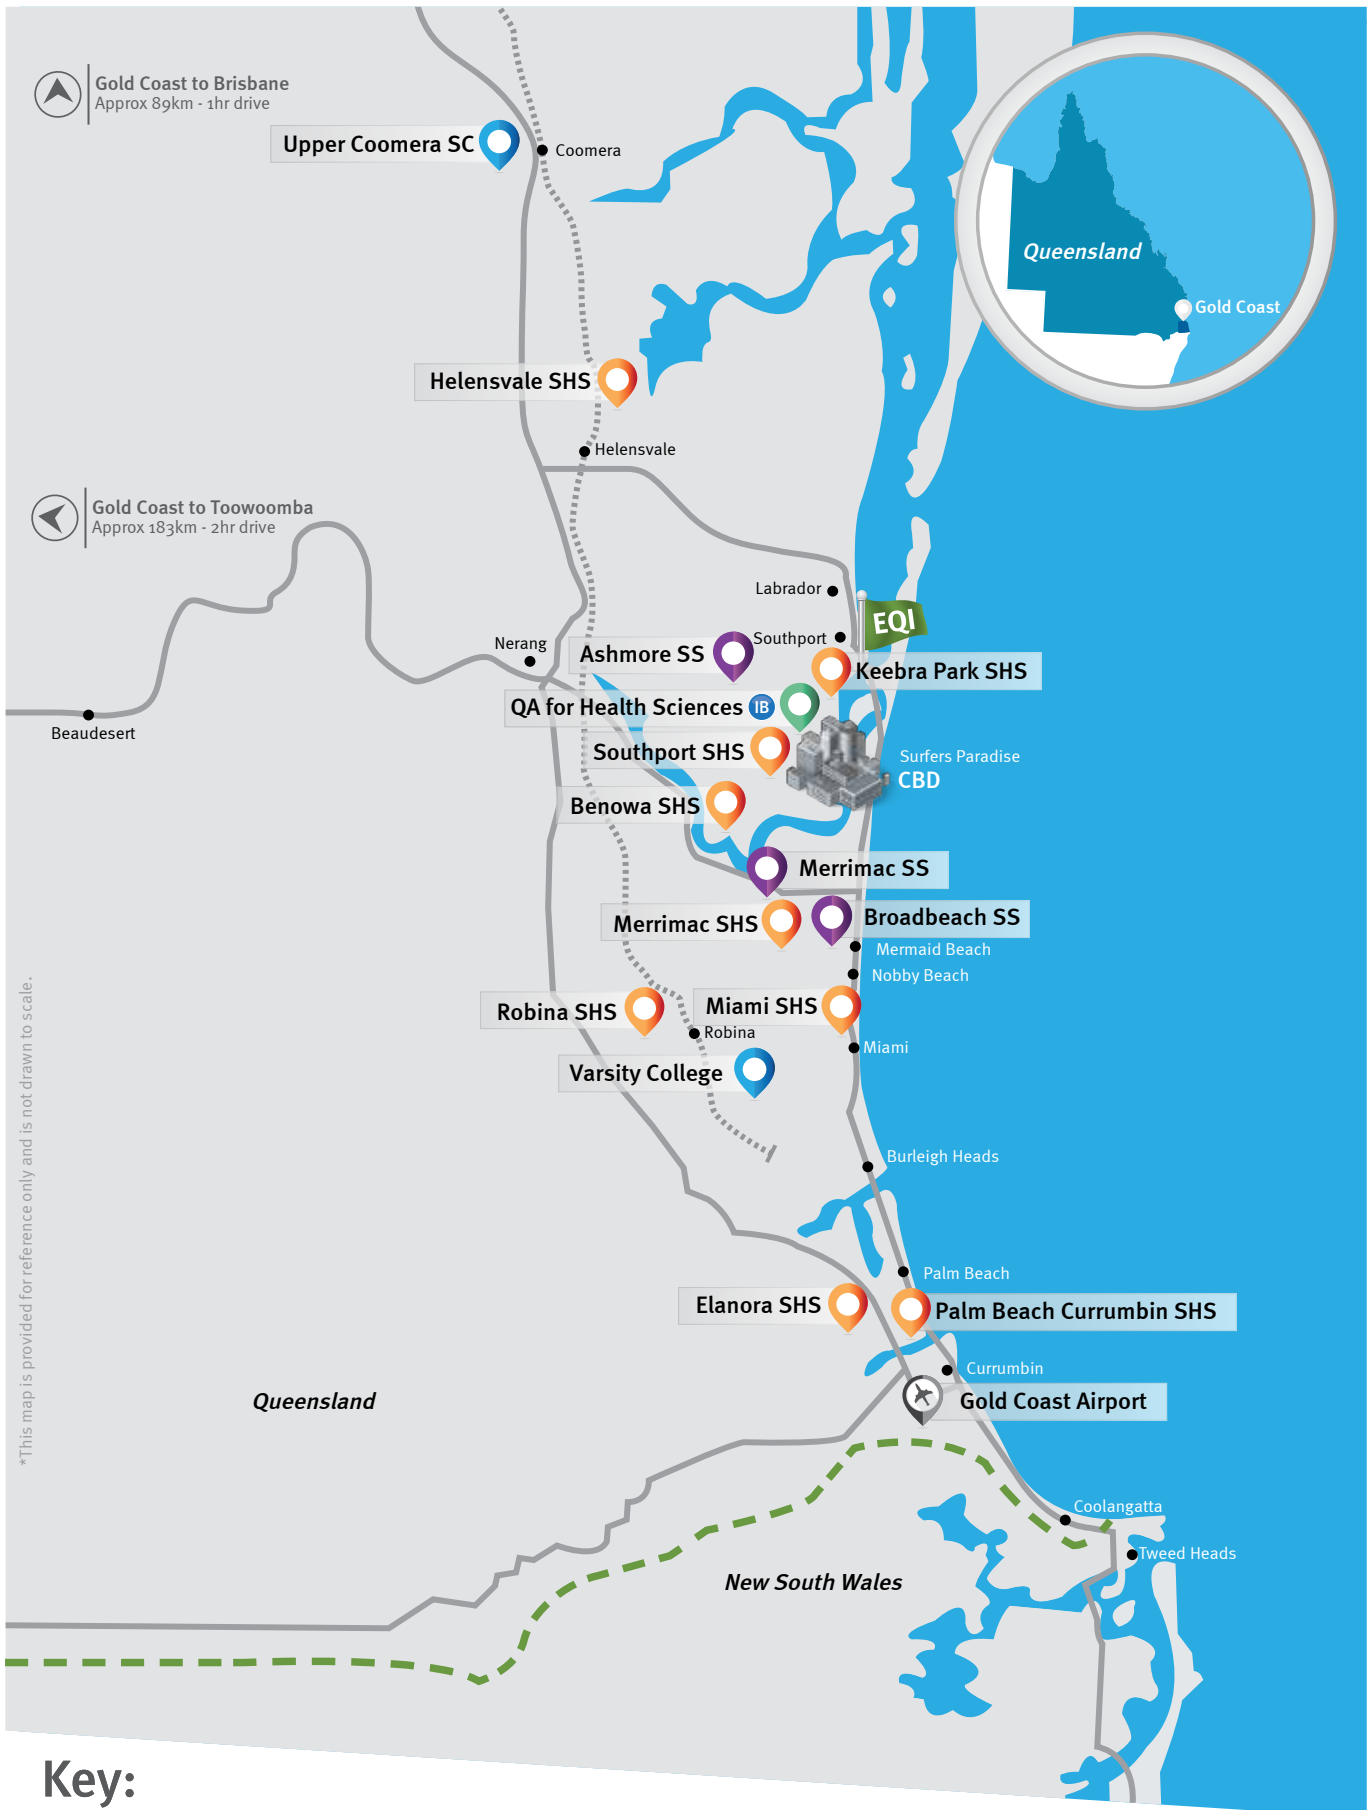 Gold Coast to Brisbane
Approx 89km - 1hr drive
Upper Coomera SC
Coomera
Queensland
Gold Coast
Helensvale SHS
Helensvale
Gold Coast to Toowoomba
Approx 183km - 2hr drive
Labrador
EQI
Southport
Nerang
Ashmore SS
Keebra Park SHS
QA for Health Sciences IB
Beaudesert
Southport SHS
Surfers Paradise
CBD
Benowa SHS
Merrimac SS
Broadbeach SS
Merrimac SHS
Mermaid Beach
Nobby Beach
Robina SHS
Miami SHS
Robina
Miami
Varsity College
Burleigh Heads
Palm Beach
Elanora SHS
Palm Beach Currumbin SHS
Currumbin
Gold Coast Airport
Queensland
*This map is provided for reference only and is not drawn to scale.
Coolangatta
Tweed Heads
New South Wales
Key: